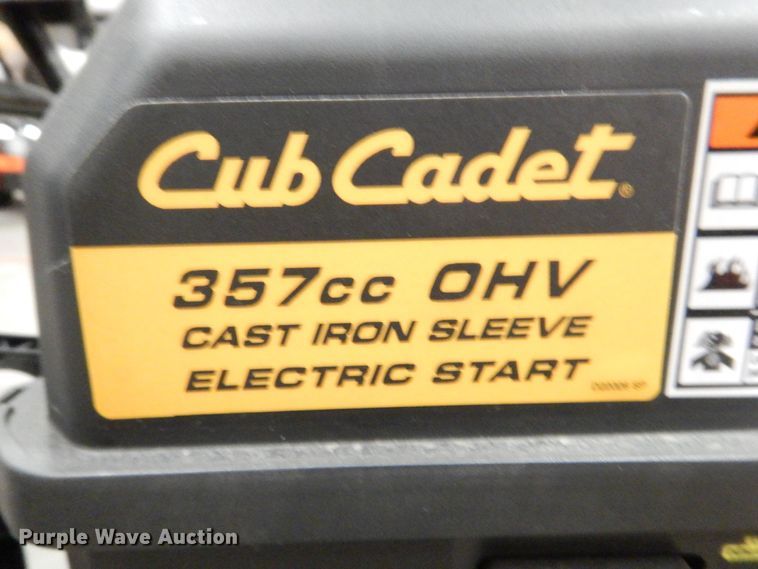 Cub Cadet®
357cc OHV
CAST IRON SLEEVE
ELECTRIC START
Purple Wave Auction